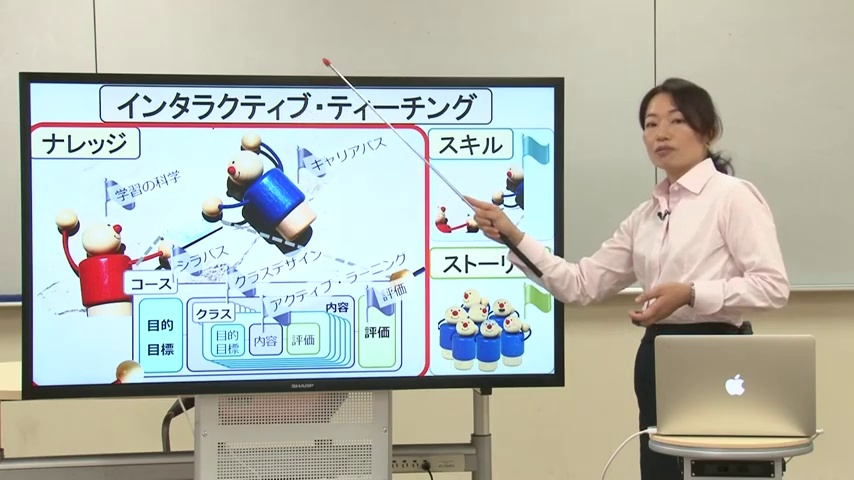 インタラクティブ・ティーチング
ナレッジ
スキル
学習の科学
キャリアパス
シラバス
クラスデザイン
アクティブ・ラーニング
評価
コース
目的
目標
クラス
内容
目的
目標
内容
評価
評価
ストーリー
SHARP